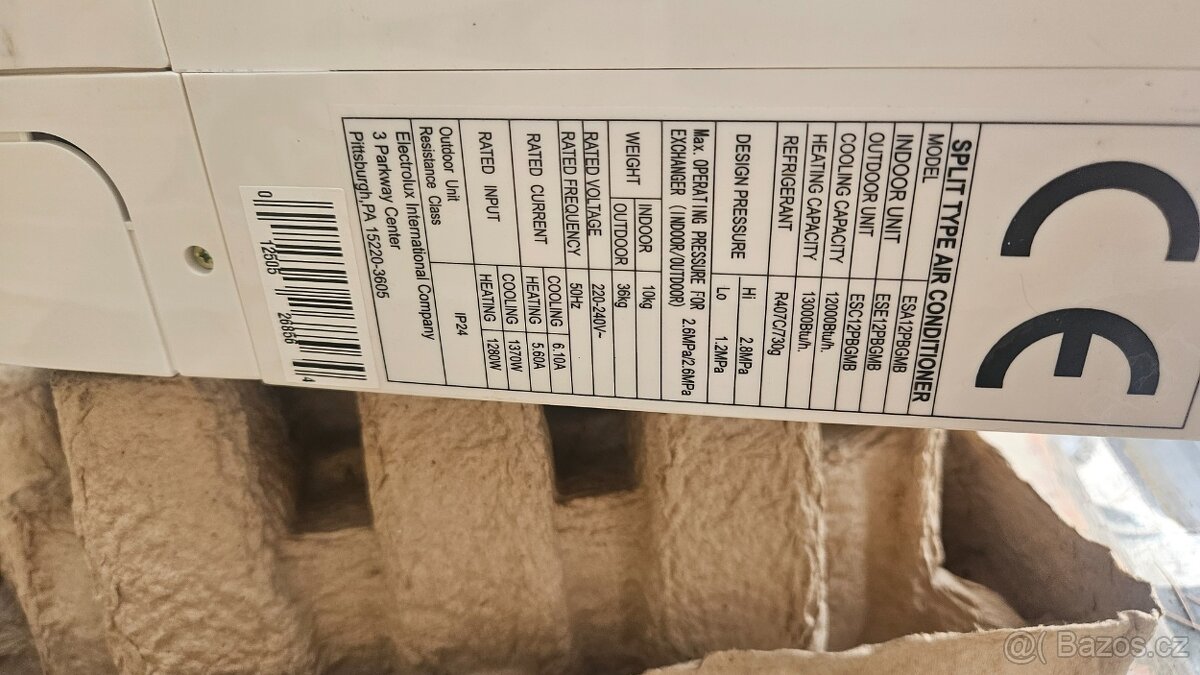 CE
SPLIT TYPE AIR CONDITIONER
MODEL
INDOOR UNIT ESA12PBGMB
OUTDOOR UNIT ESE12PBGMB
COOLING CAPACITY ESC12PBGMB
HEATING CAPACITY 12000Btu/h.
REFRIGERANT 13000Btu/h.
R407C/730g
DESIGN PRESSURE Hi 2.8MPa
Lo 1.2MPa
Max. OPERATING PRESSURE FOR
EXCHANGER (INDOOR/OUTDOOR) 2.6MPa/2.6MPa
WEIGHT INDOOR 10kg
OUTDOOR 36kg
RATED VOLTAGE 220-240V~
RATED FREQUENCY 50Hz
RATED CURRENT COOLING 6.10A
HEATING 5.60A
RATED INPUT COOLING 1370W
HEATING 1280W
Outdoor Unit
Resistance Class IP24
Electrolux International Company
3 Parkway Center
Pittsburgh,PA 15220-3605
0 12505 26866 4
@( Bazos.cz